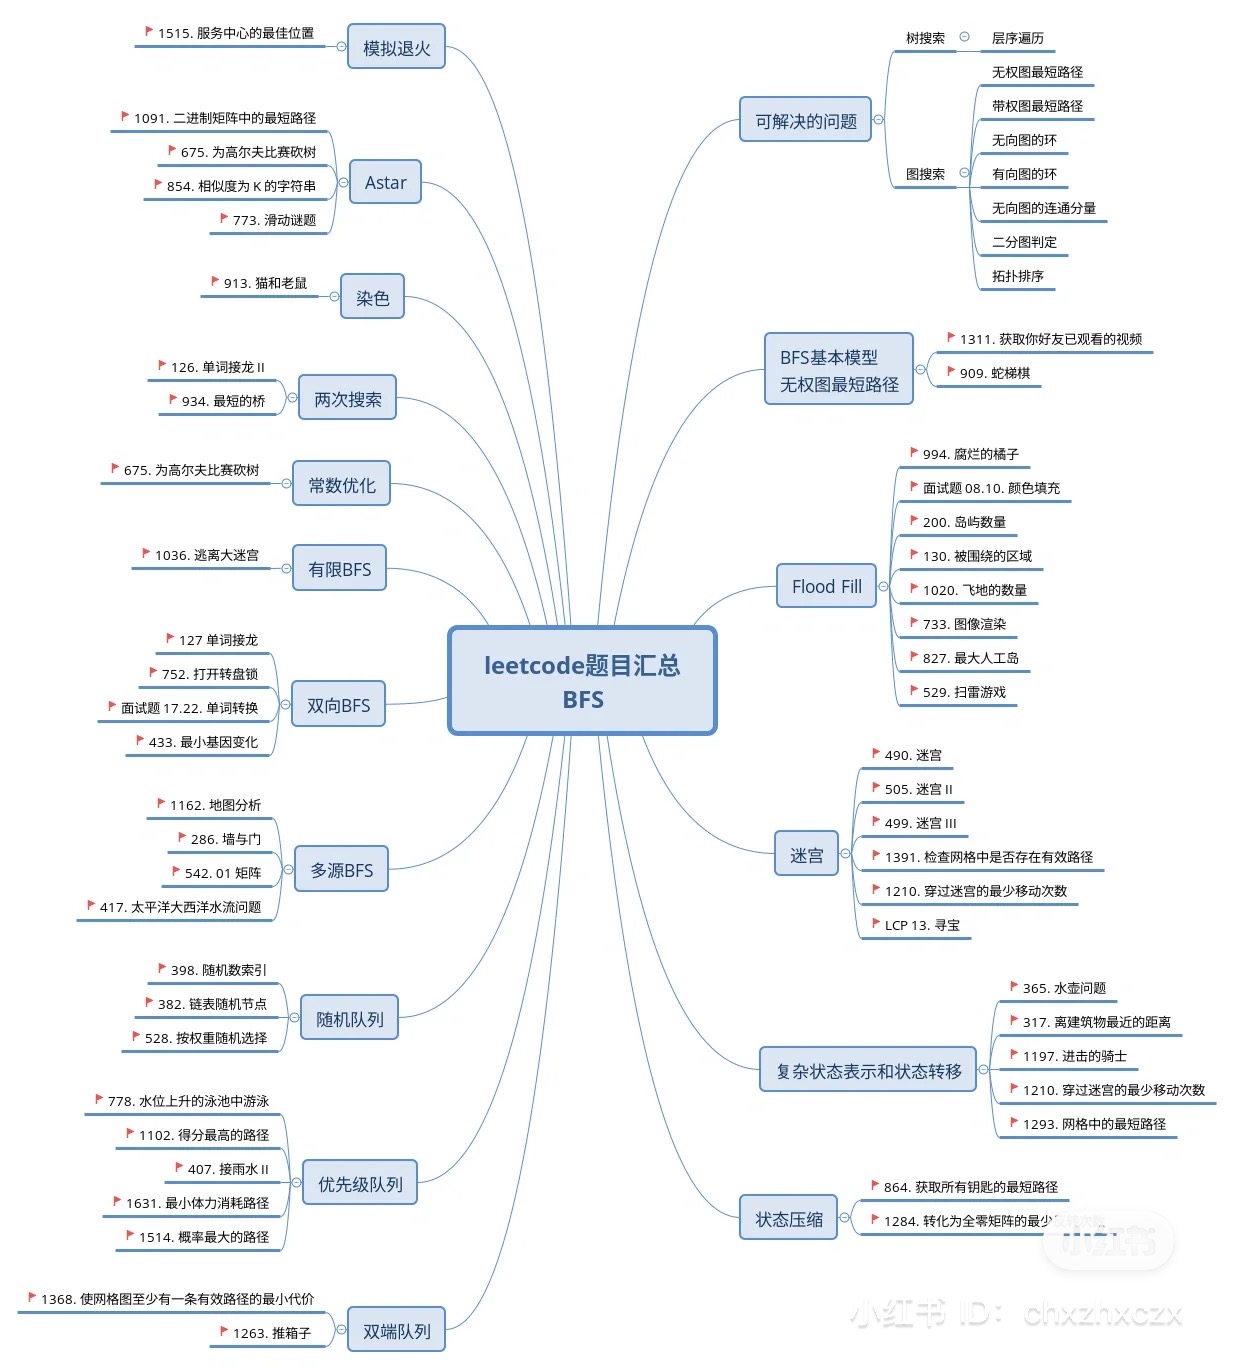 leetcode题目汇总
BFS
模拟退火
1515. 服务中心的最佳位置
Astar
1091. 二进制矩阵中的最短路径
675. 为高尔夫比赛砍树
854. 相似度为 K 的字符串
773. 滑动谜题
染色
913. 猫和老鼠
两次搜索
126. 单词接龙 II
934. 最短的桥
常数优化
675. 为高尔夫比赛砍树
有限BFS
1036. 逃离大迷宫
双向BFS
127 单词接龙
752. 打开转盘锁
面试题 17.22. 单词转换
433. 最小基因变化
多源BFS
1162. 地图分析
286. 墙与门
542. 01 矩阵
417. 太平洋大西洋水流问题
随机队列
398. 随机数索引
382. 链表随机节点
528. 按权重随机选择
优先级队列
778. 水位上升的泳池中游泳
1102. 得分最高的路径
407. 接雨水 II
1631. 最小体力消耗路径
1514. 概率最大的路径
双端队列
1368. 使网格图至少有一条有效路径的最小代价
1263. 推箱子
可解决的问题
树搜索
层序遍历
图搜索
无权图最短路径
带权图最短路径
无向图的环
有向图的环
无向图的连通分量
二分图判定
拓扑排序
BFS基本模型
无权图最短路径
1311. 获取你好友已观看的视频
909. 蛇梯棋
Flood Fill
994. 腐烂的橘子
面试题 08.10. 颜色填充
200. 岛屿数量
130. 被围绕的区域
1020. 飞地的数量
733. 图像渲染
827. 最大人工岛
529. 扫雷游戏
迷宫
490. 迷宫
505. 迷宫 II
499. 迷宫 III
1391. 检查网格中是否存在有效路径
1210. 穿过迷宫的最少移动次数
LCP 13. 寻宝
复杂状态表示和状态转移
365. 水壶问题
317. 离建筑物最近的距离
1197. 进击的骑士
1210. 穿过迷宫的最少移动次数
1293. 网格中的最短路径
状态压缩
864. 获取所有钥匙的最短路径
1284. 转化为全零矩阵的最少
小红书
小红书 ID: chxzhxczx